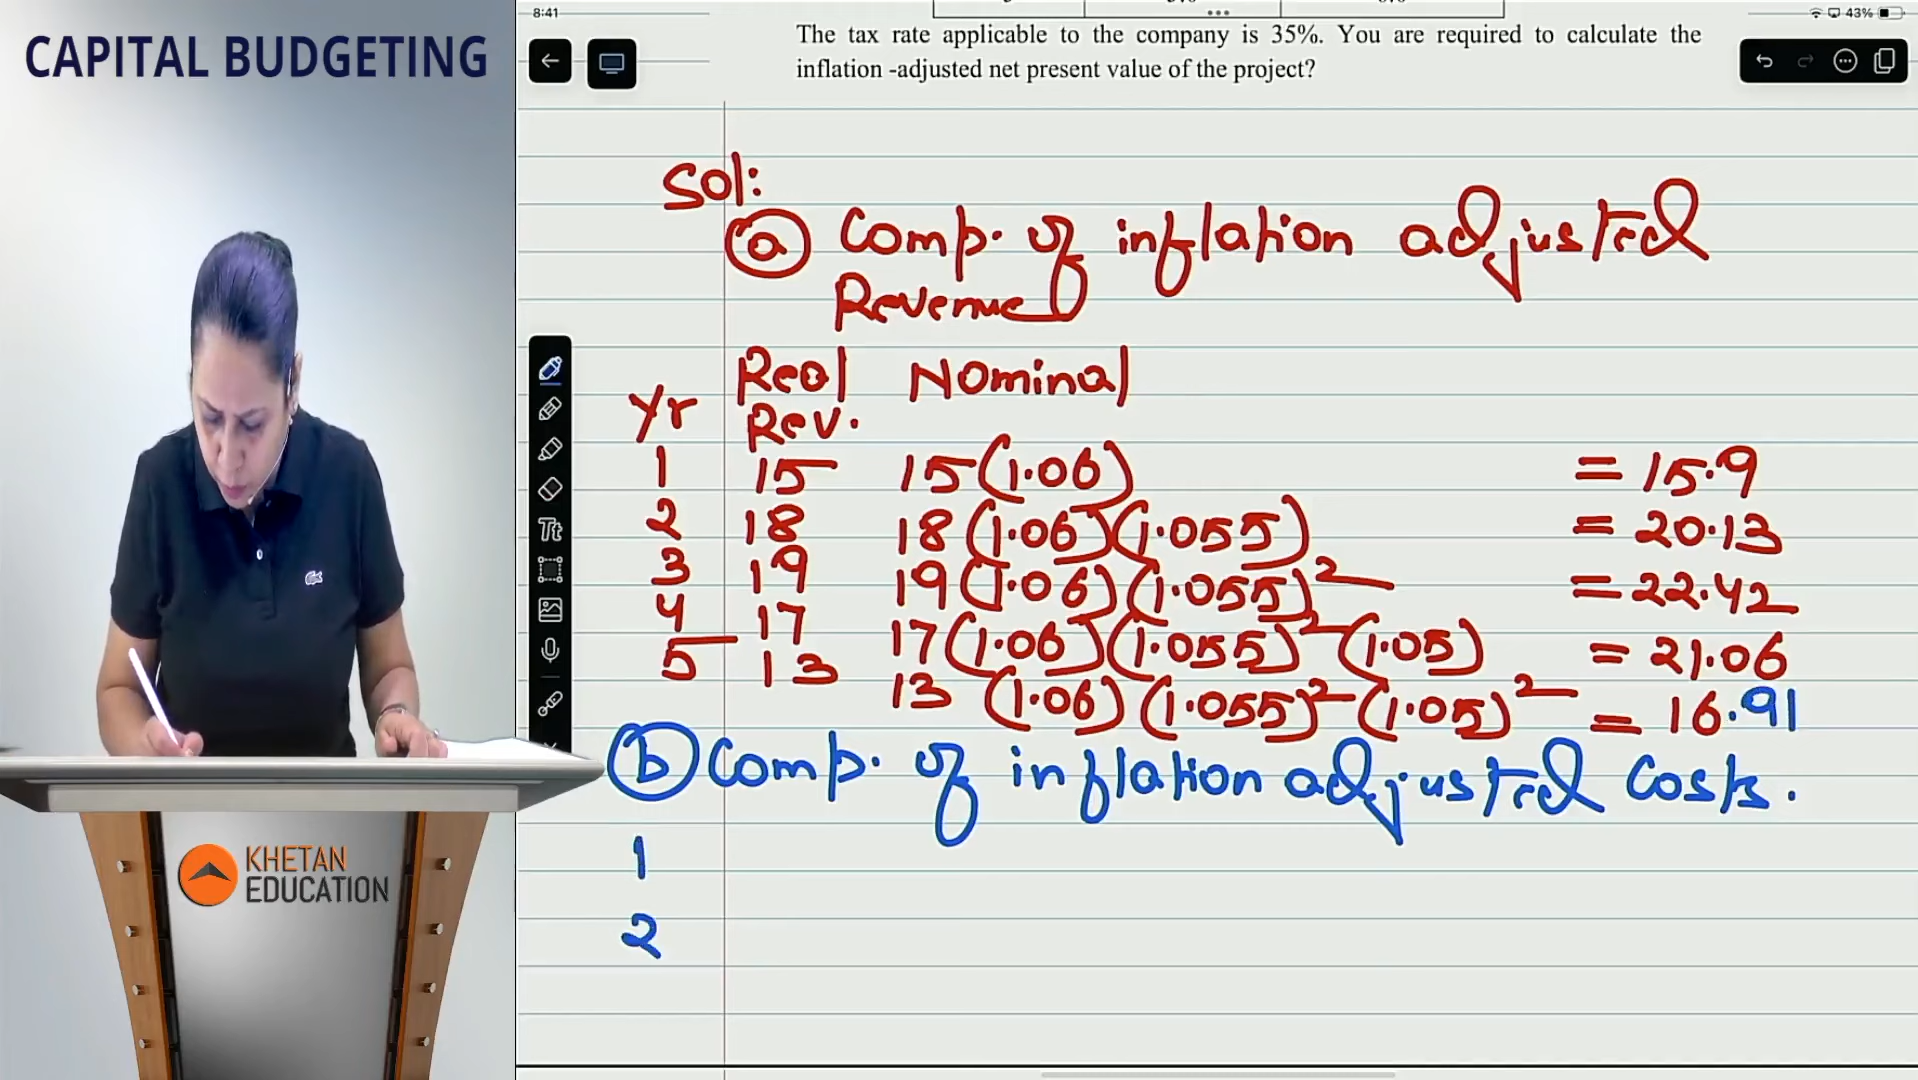 8:41
43%
CAPITAL BUDGETING
The tax rate applicable to the company is 35%. You are required to calculate the
inflation -adjusted net present value of the project?
Sol:
(a) Comp. of inflation adjusted
Revenue
Yr Real Rev. Nominal
1 15 15(1.06) = 15.9
2 18 18(1.06)(1.055) = 20.13
3 19 19(1.06)(1.055)² = 22.42
4 17 17(1.06)(1.055)²(1.05) = 21.06
5 13 13(1.06)(1.055)²(1.05)² = 16.91
(b) Comp. of inflation adjusted Costs.
1
2
Tt
KHETAN
EDUCATION